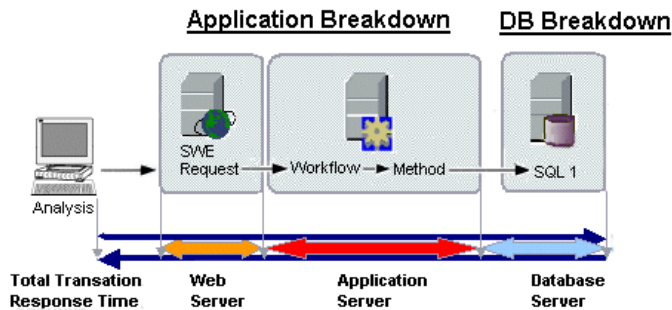 Application Breakdown
DB Breakdown
SWE
Request
Workflow
Method
SQL 1
Analysis
Total Transation
Response Time
Web
Server
Application
Server
Database
Server